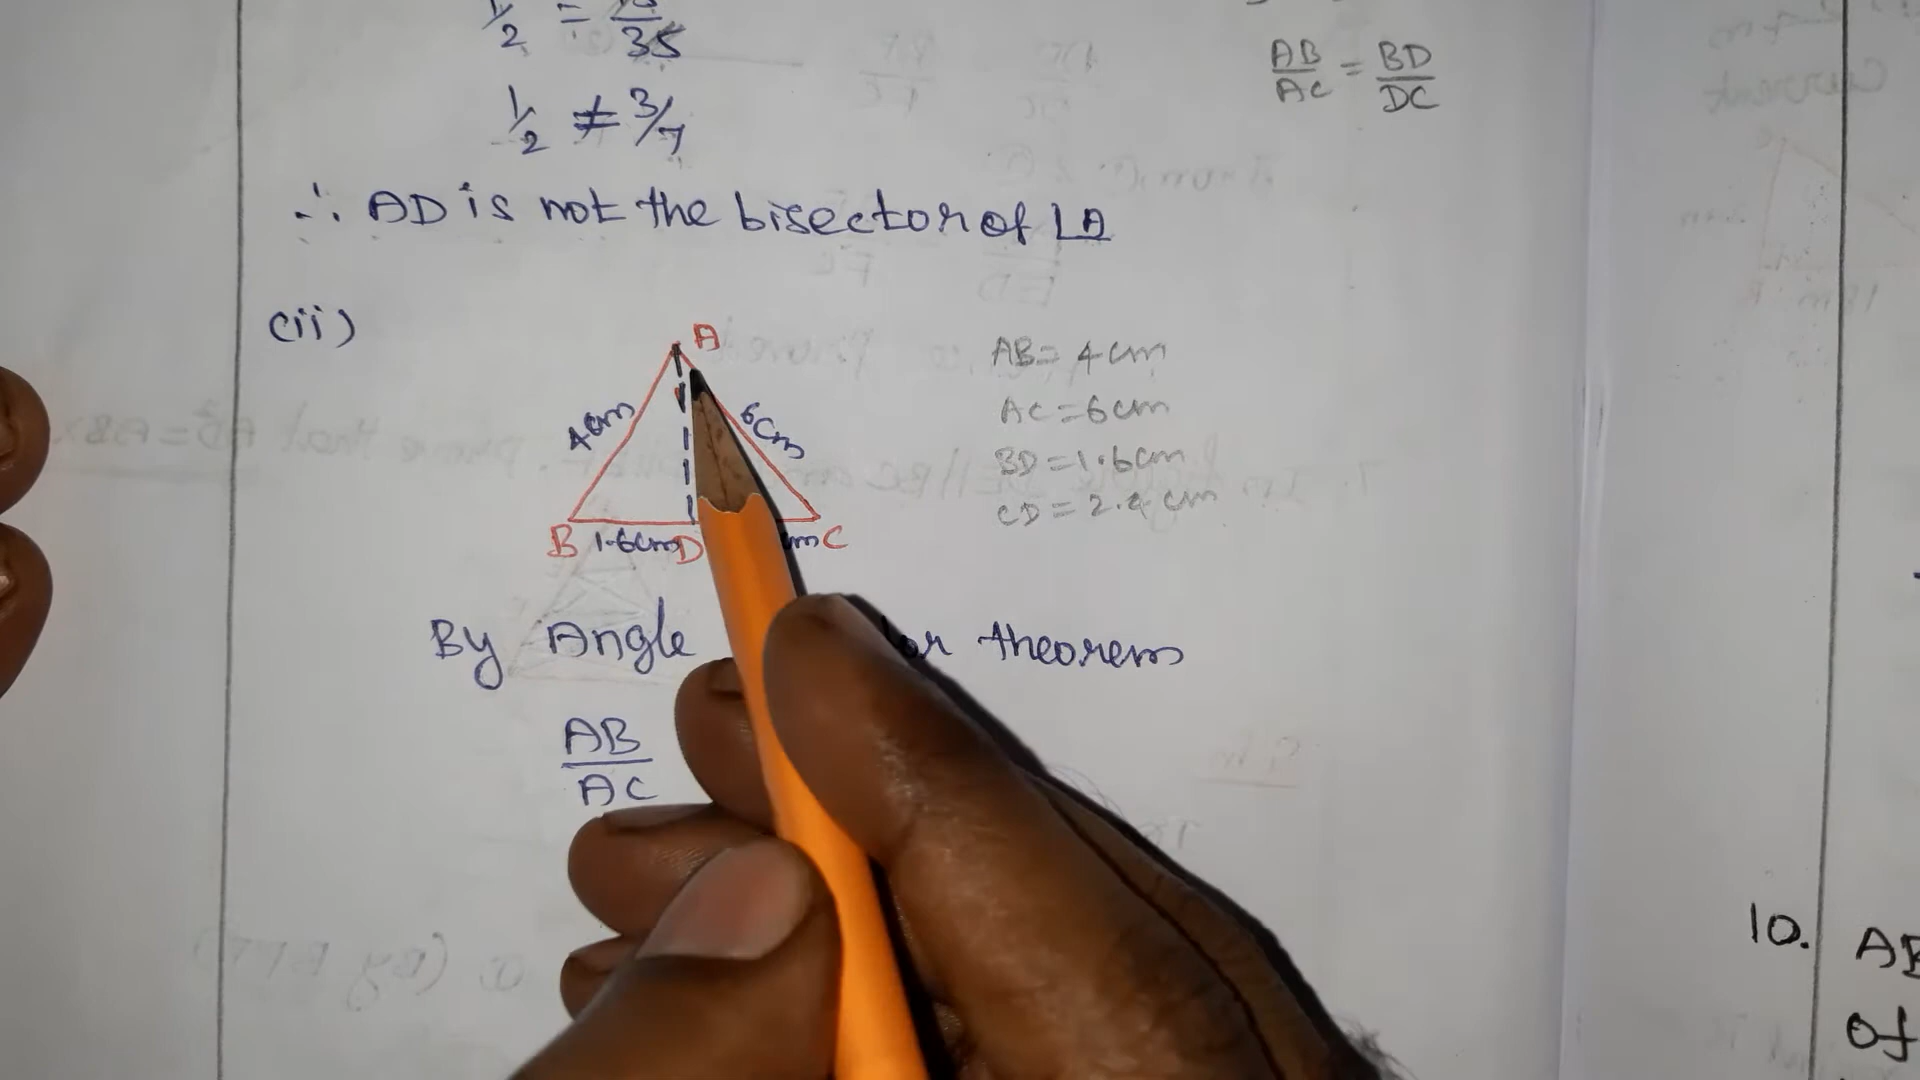 1/2 = /35
AB/AC = BD/DC
1/2 ≠ 3/7
∴ AD is not the bisector of ∠A
(ii)
A
AB = 4cm
4cm
6cm
AC = 6cm
BD = 1.6cm
CD = 2.4 cm
B 1.6cm D cm C
By Angle theorem
AB/AC
10.
Of